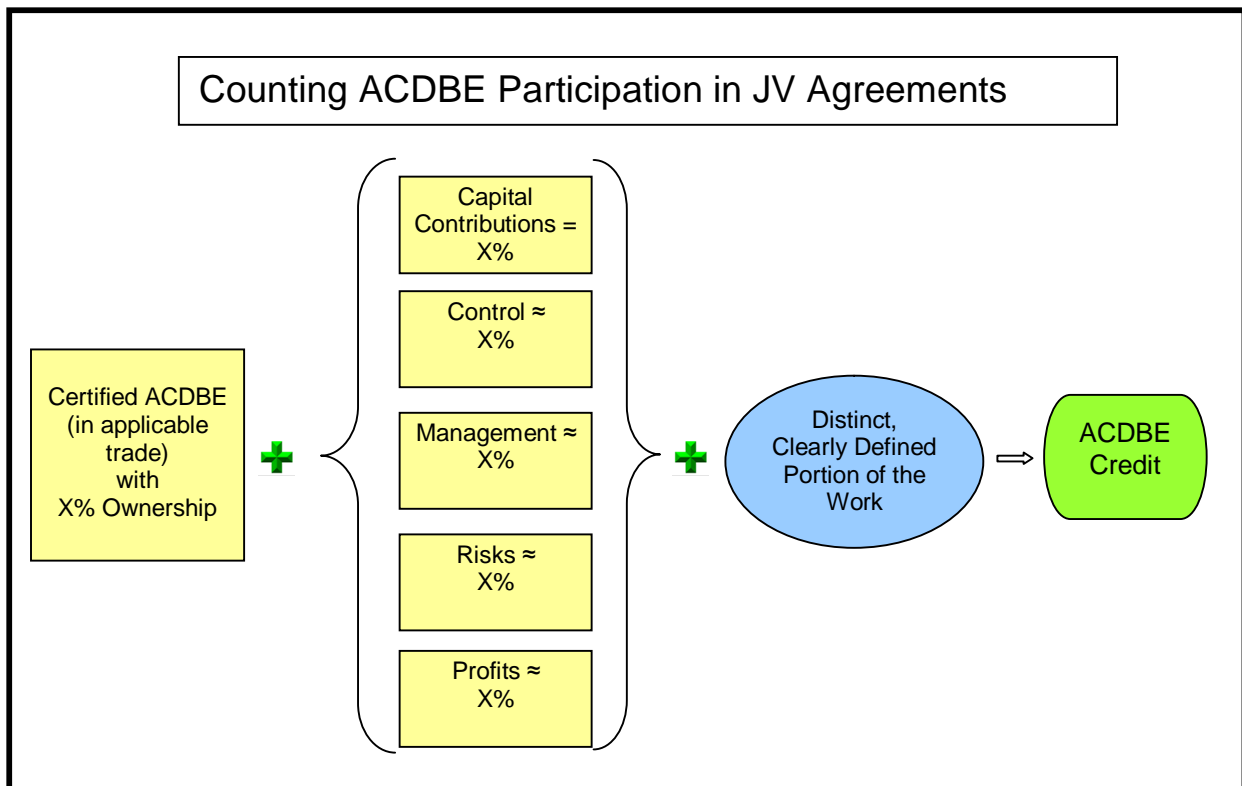 Counting ACDBE Participation in JV Agreements
Certified ACDBE
(in applicable
trade)
with
X% Ownership
Capital
Contributions =
X%
Control ≈
X%
Management ≈
X%
Risks ≈
X%
Profits ≈
X%
Distinct,
Clearly Defined
Portion of the
Work
ACDBE
Credit